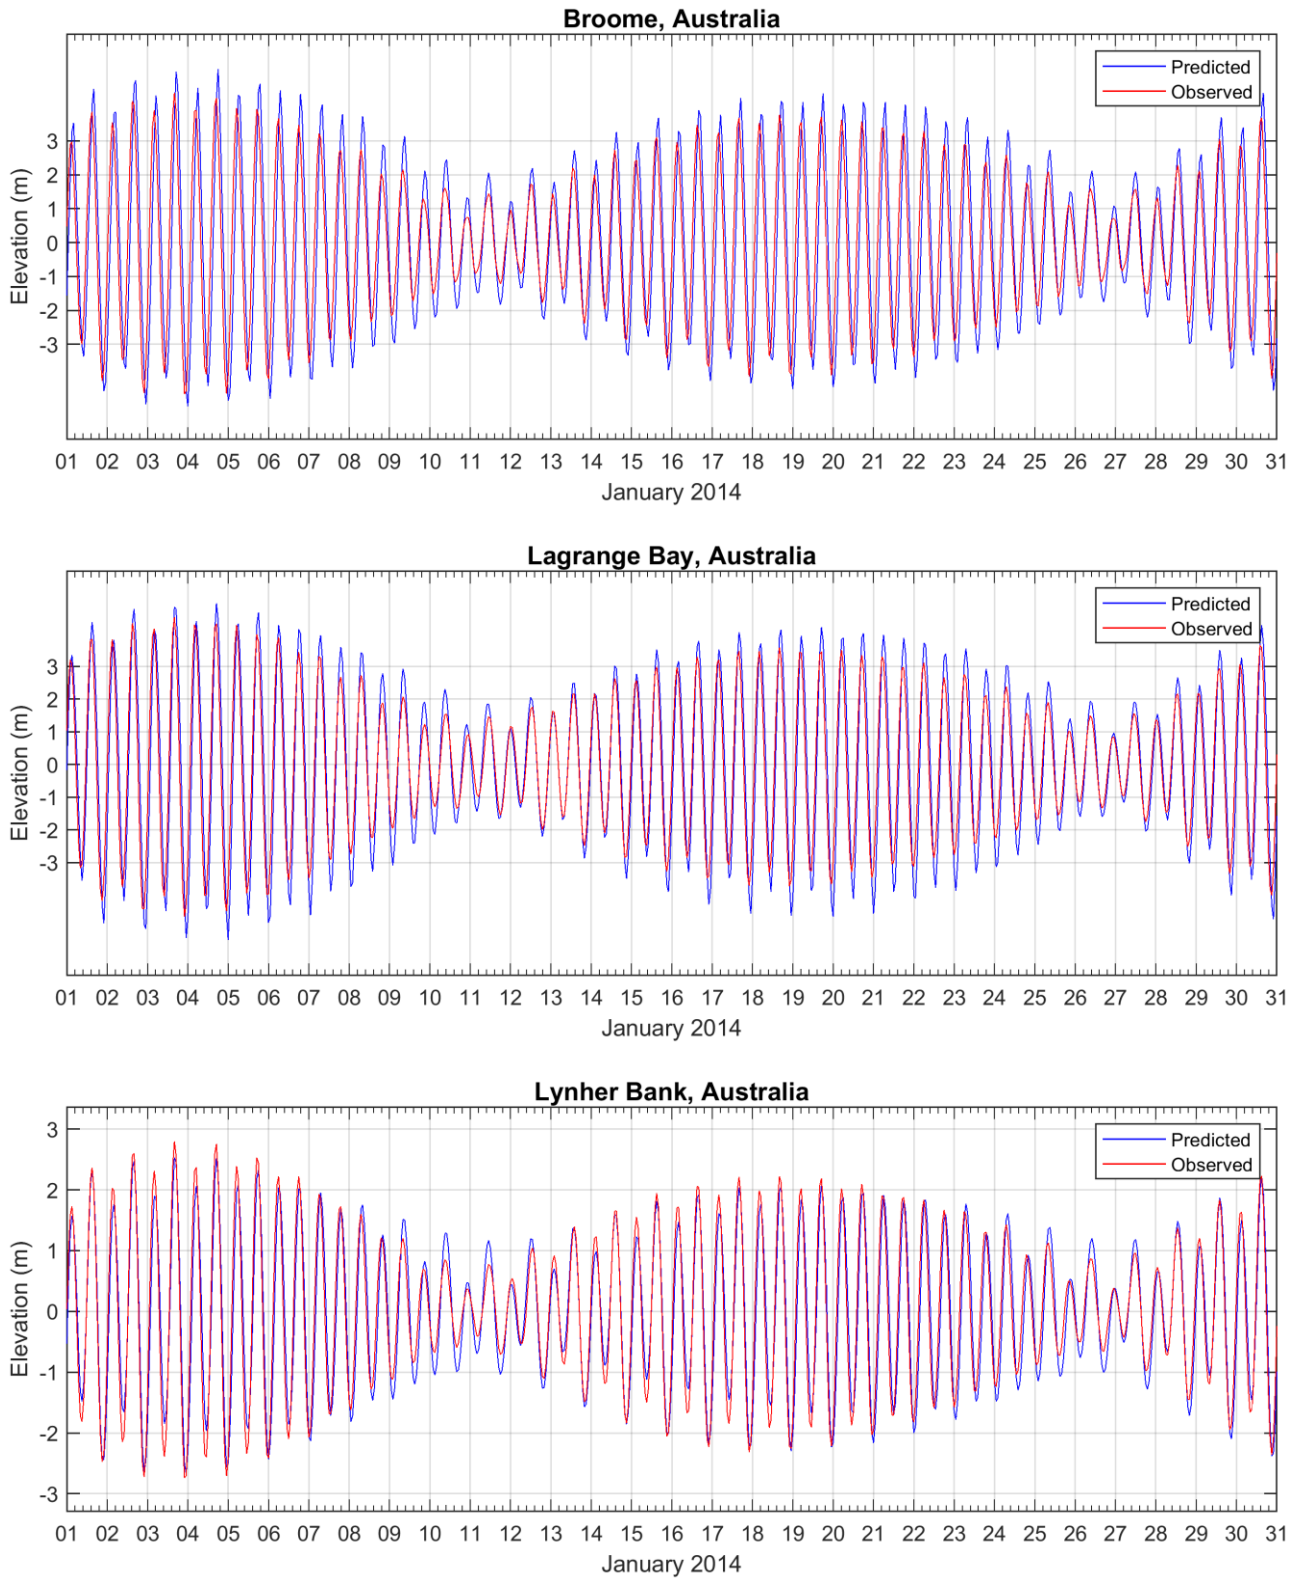 Broome, Australia
Predicted
Observed
Elevation (m)
3
2
1
0
-1
-2
-3
01 02 03 04 05 06 07 08 09 10 11 12 13 14 15 16 17 18 19 20 21 22 23 24 25 26 27 28 29 30 31
January 2014
Lagrange Bay, Australia
Predicted
Observed
Elevation (m)
3
2
1
0
-1
-2
-3
01 02 03 04 05 06 07 08 09 10 11 12 13 14 15 16 17 18 19 20 21 22 23 24 25 26 27 28 29 30 31
January 2014
Lynher Bank, Australia
Predicted
Observed
Elevation (m)
3
2
1
0
-1
-2
-3
01 02 03 04 05 06 07 08 09 10 11 12 13 14 15 16 17 18 19 20 21 22 23 24 25 26 27 28 29 30 31
January 2014